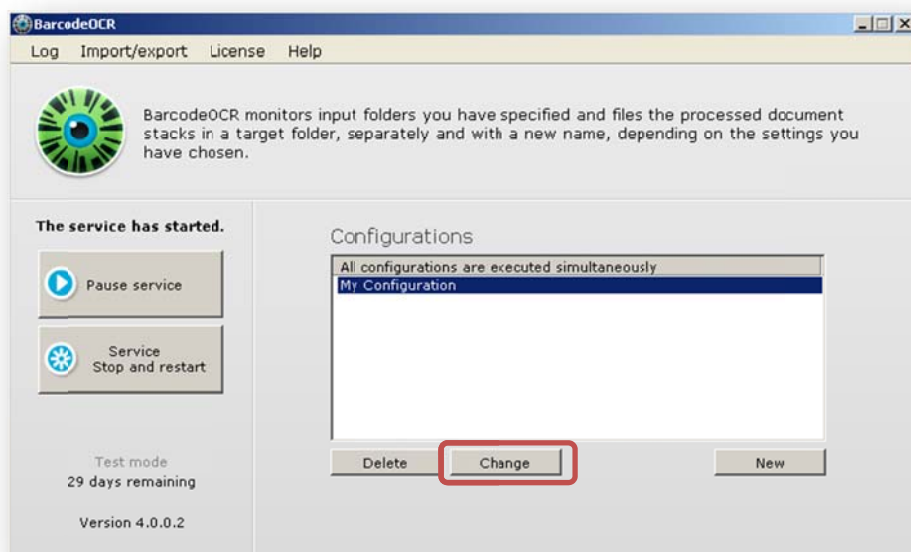 BarcodeOCR
Log Import/export License Help
BarcodeOCR monitors input folders you have specified and files the processed document
stacks in a target folder, separately and with a new name, depending on the settings you
have chosen.
The service has started.
Pause service
Service
Stop and restart
Test mode
29 days remaining
Version 4.0.0.2
Configurations
All configurations are executed simultaneously
My Configuration
Delete Change New